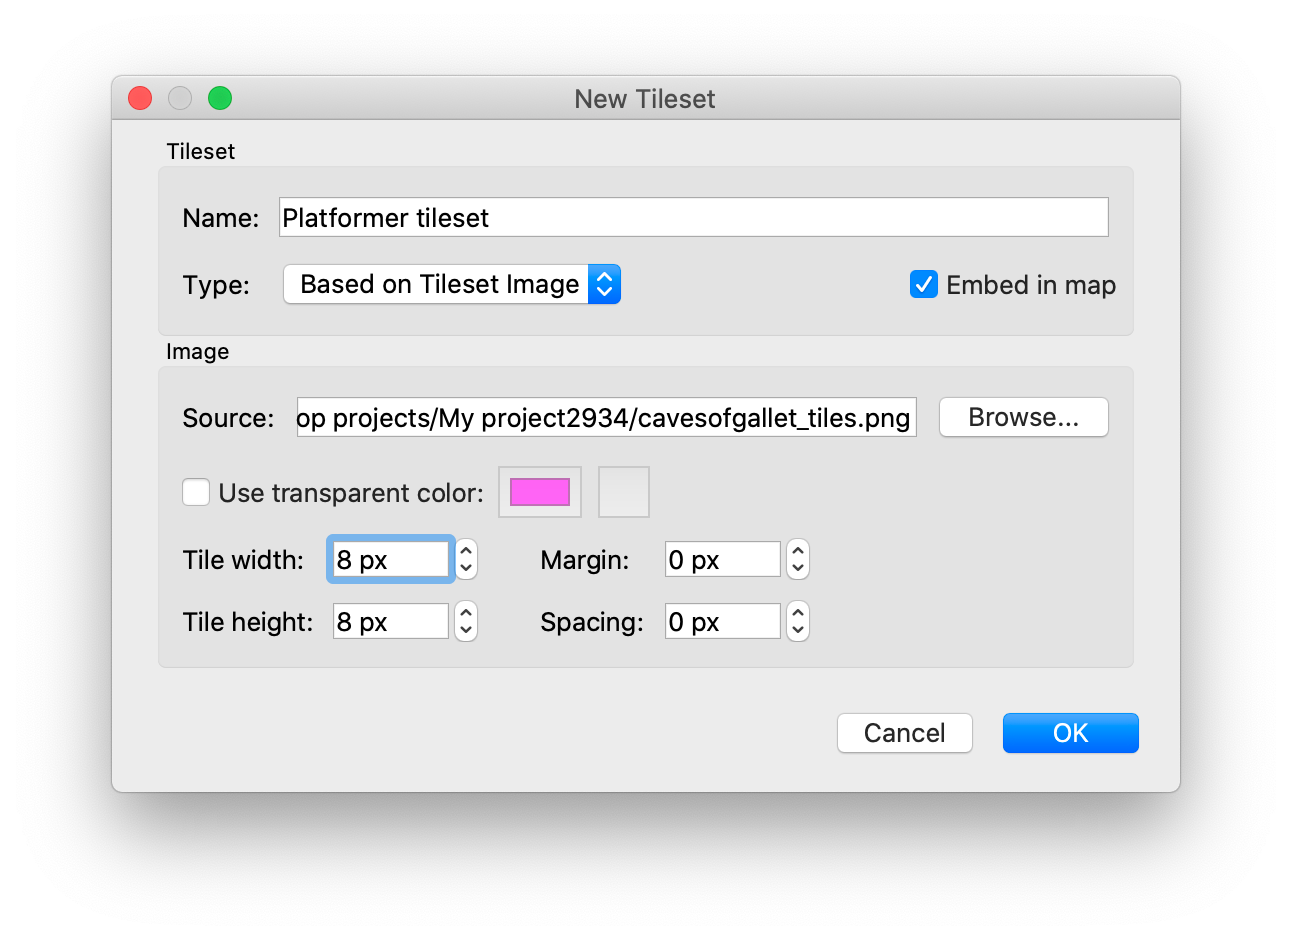 New Tileset
Tileset
Name: Platformer tileset
Type: Based on Tileset Image Embed in map
Image
Source: op projects/My project2934/cavesofgallet_tiles.png Browse...
Use transparent color:
Tile width: 8 px Margin: 0 px
Tile height: 8 px Spacing: 0 px
Cancel OK